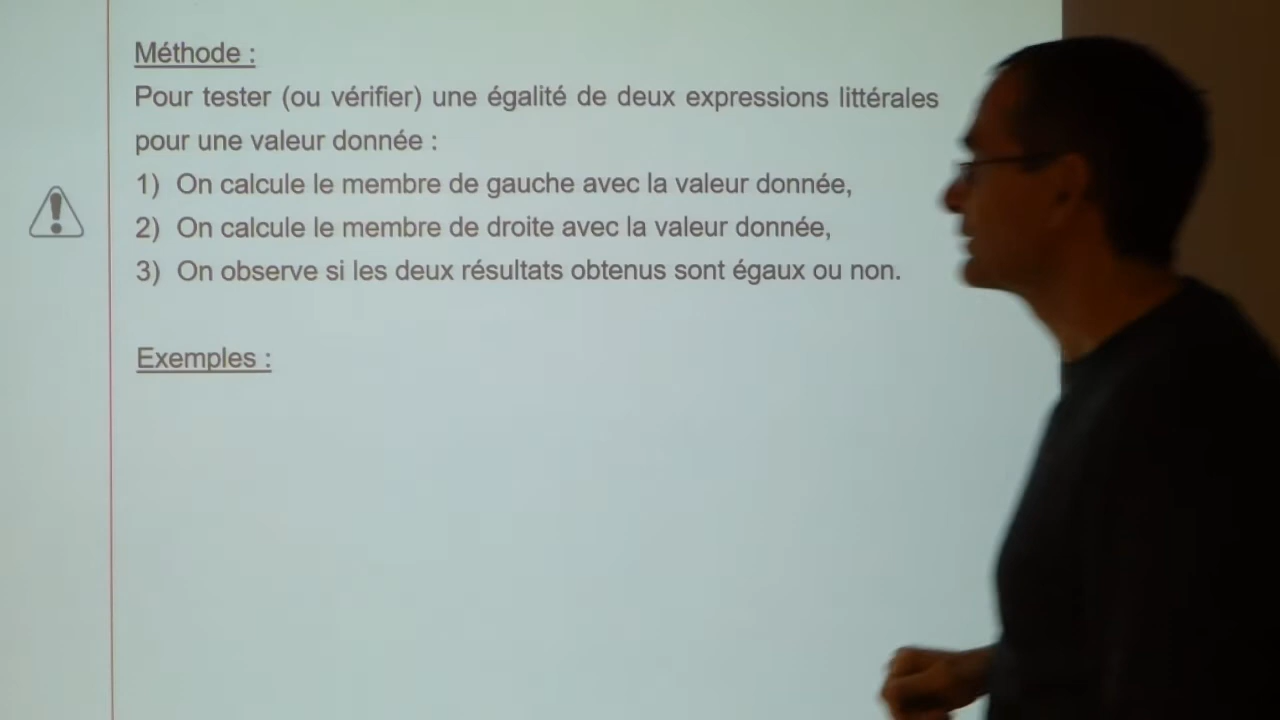 Méthode :
Pour tester (ou vérifier) une égalité de deux expressions littérales
pour une valeur donnée :
1) On calcule le membre de gauche avec la valeur donnée,
2) On calcule le membre de droite avec la valeur donnée,
3) On observe si les deux résultats obtenus sont égaux ou non.
Exemples :